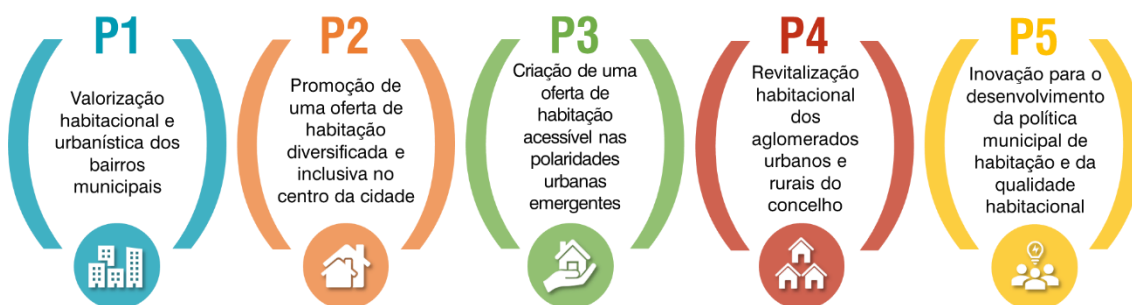 P1
Valorização
habitacional e
urbanística dos
bairros
municipais
P2
Promoção de
uma oferta de
habitação
diversificada e
inclusiva no
centro da cidade
P3
Criação de uma
oferta de
habitação
acessível nas
polaridades
urbanas
emergentes
P4
Revitalização
habitacional
dos
aglomerados
urbanos e
rurais do
concelho
P5
Inovação para o
desenvolvimento
da política
municipal de
habitação e da
qualidade
habitacional